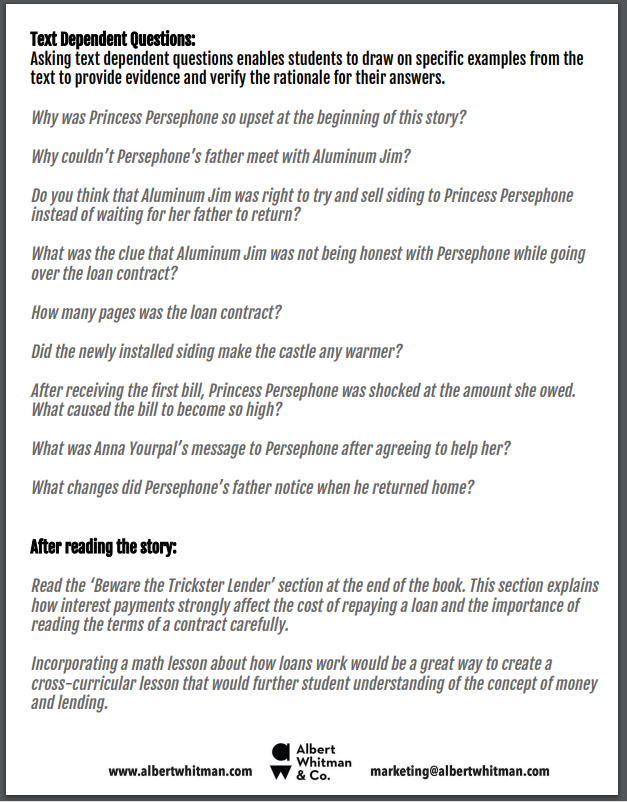 Text Dependent Questions:
Asking text dependent questions enables students to draw on specific examples from the
text to provide evidence and verify the rationale for their answers.
Why was Princess Persephone so upset at the beginning of this story?
Why couldn't Persephone's father meet with Aluminum Jim?
Do you think that Aluminum Jim was right to try and sell siding to Princess Persephone
instead of waiting for her father to return?
What was the clue that Aluminum Jim was not being honest with Persephone while going
over the loan contract?
How many pages was the loan contract?
Did the newly installed siding make the castle any warmer?
After receiving the first bill, Princess Persephone was shocked at the amount she owed.
What caused the bill to become so high?
What was Anna Yourpal's message to Persephone after agreeing to help her?
What changes did Persephone's father notice when he returned home?
After reading the story:
Read the ‘Beware the Trickster Lender’ section at the end of the book. This section explains
how interest payments strongly affect the cost of repaying a loan and the importance of
reading the terms of a contract carefully.
Incorporating a math lesson about how loans work would be a great way to create a
cross-curricular lesson that would further student understanding of the concept of money
and lending.
www.albertwhitman.com
Albert
Whitman
& Co.
marketing@albertwhitman.com